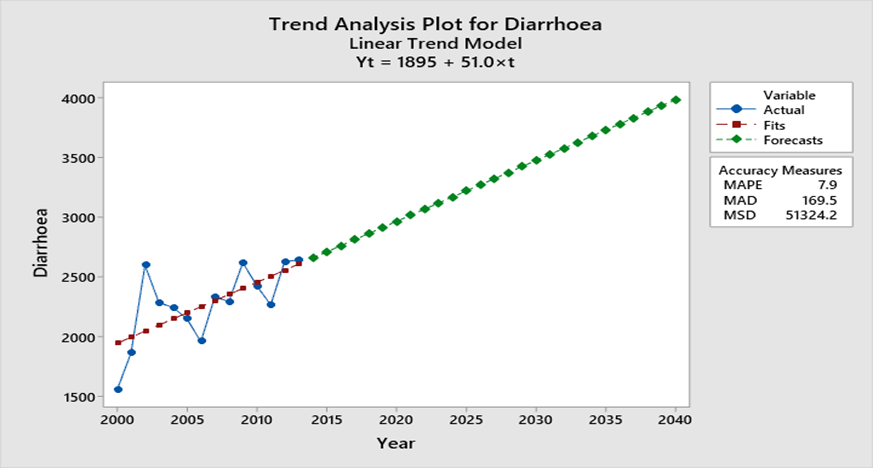 Trend Analysis Plot for Diarrhoea
Linear Trend Model
Yt = 1895 + 51.0×t
Diarrhoea
4000
3500
3000
2500
2000
1500
2000 2005 2010 2015 2020 2025 2030 2035 2040
Year
Variable
Actual
Fits
Forecasts
Accuracy Measures
MAPE 7.9
MAD 169.5
MSD 51324.2